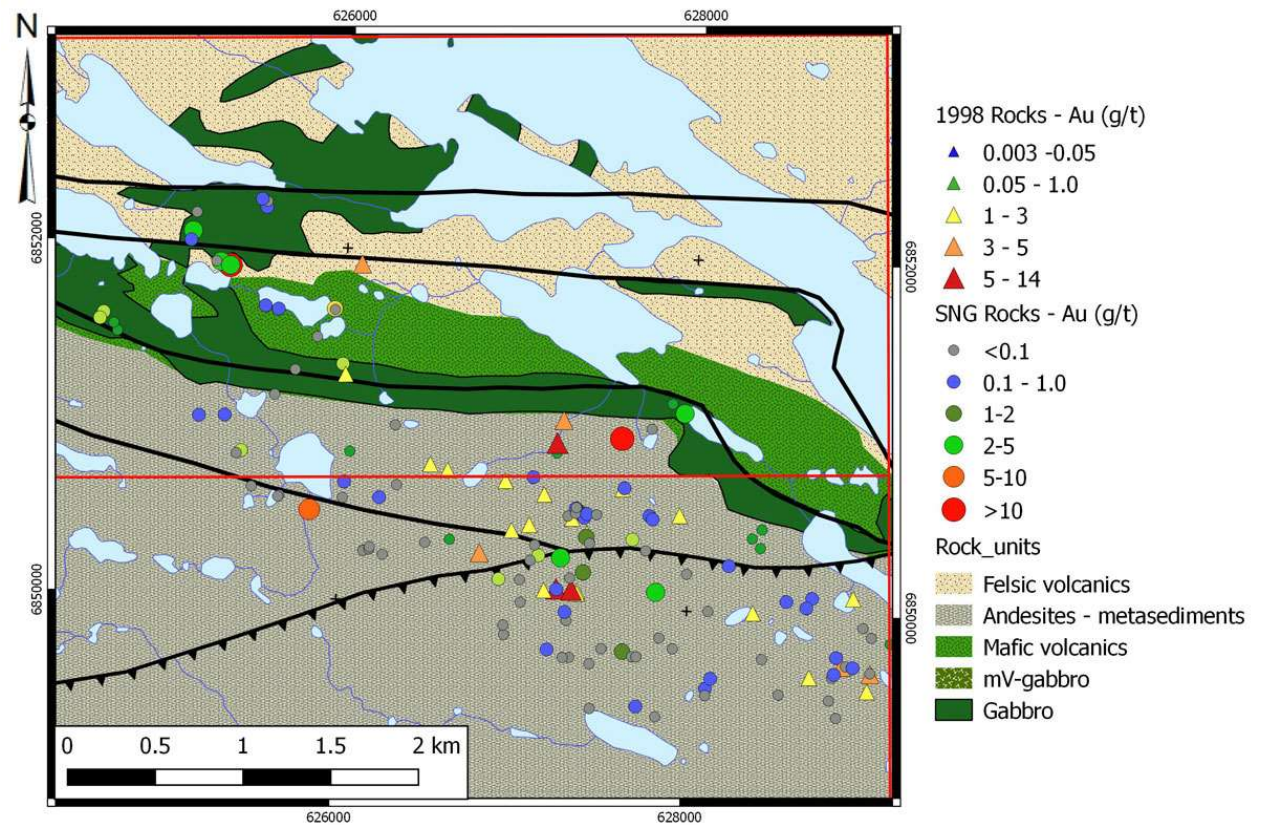 626000 628000
N
1998 Rocks - Au (g/t)
0.003 -0.05
0.05 - 1.0
1 - 3
3 - 5
5 - 14
SNG Rocks - Au (g/t)
<0.1
0.1 - 1.0
1-2
2-5
5-10
>10
Rock_units
Felsic volcanics
Andesites - metasediments
Mafic volcanics
mV-gabbro
Gabbro
6852000
6850000
6852000
6850000
0 0.5 1 1.5 2 km
626000 628000